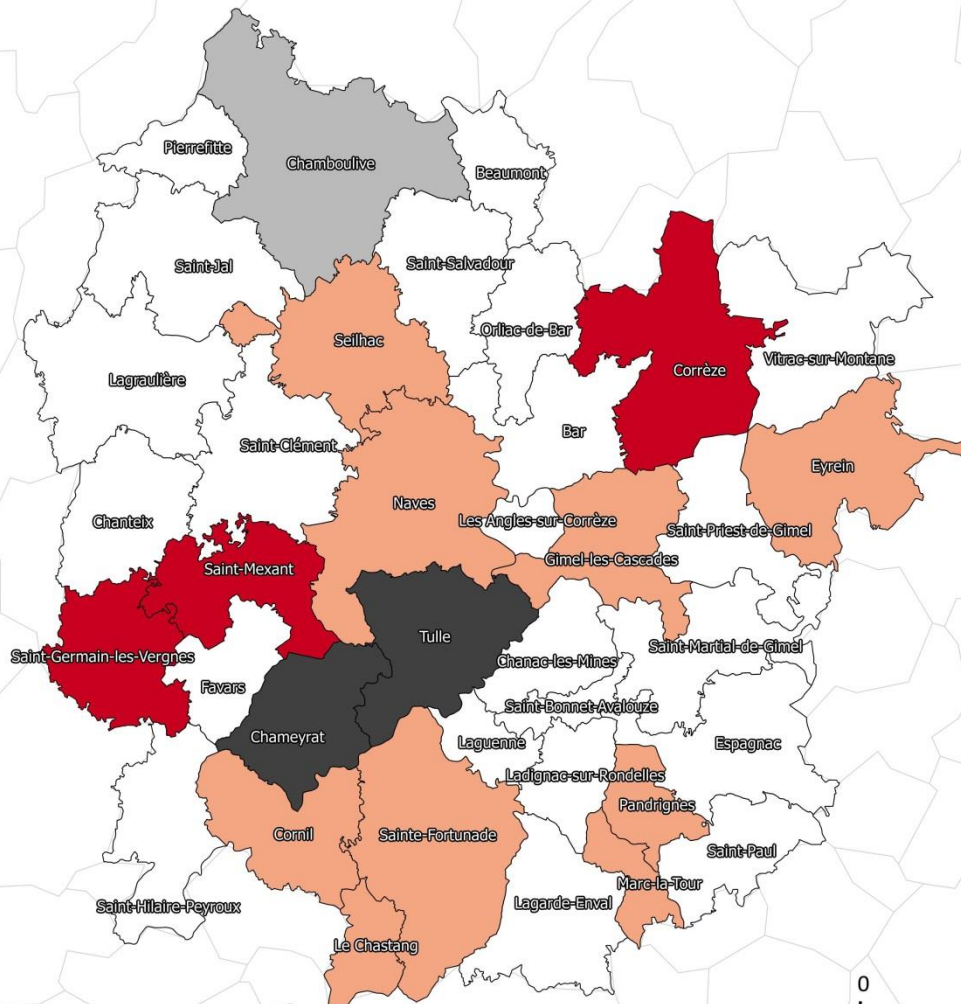 Pierrefitte
Chamboulive
Beaumont
Saint-Jal
Saint-Salvadour
Orliac-de-Bar
Seilhac
Vitrac-sur-Montane
Corrèze
Lagraulière
Bar
Saint-Clément
Eyrein
Naves
Les Angles-sur-Corrèze
Chanteix
Saint-Priest-de-Gimel
Gimel-les-Cascades
Saint-Mexant
Tulle
Saint-Martial-de-Gimel
Saint-Germain-les-Vergnes
Chanac-les-Mines
Favars
Saint-Bonnet-Avalouze
Chameyrat
Laguenne
Espagnac
Ladignac-sur-Rondelles
Pandrignes
Cornil
Sainte-Fortunade
Saint-Paul
Marc-la-Tour
Lagarde-Enval
Saint-Hilaire-Peyroux
Le Chastang
0